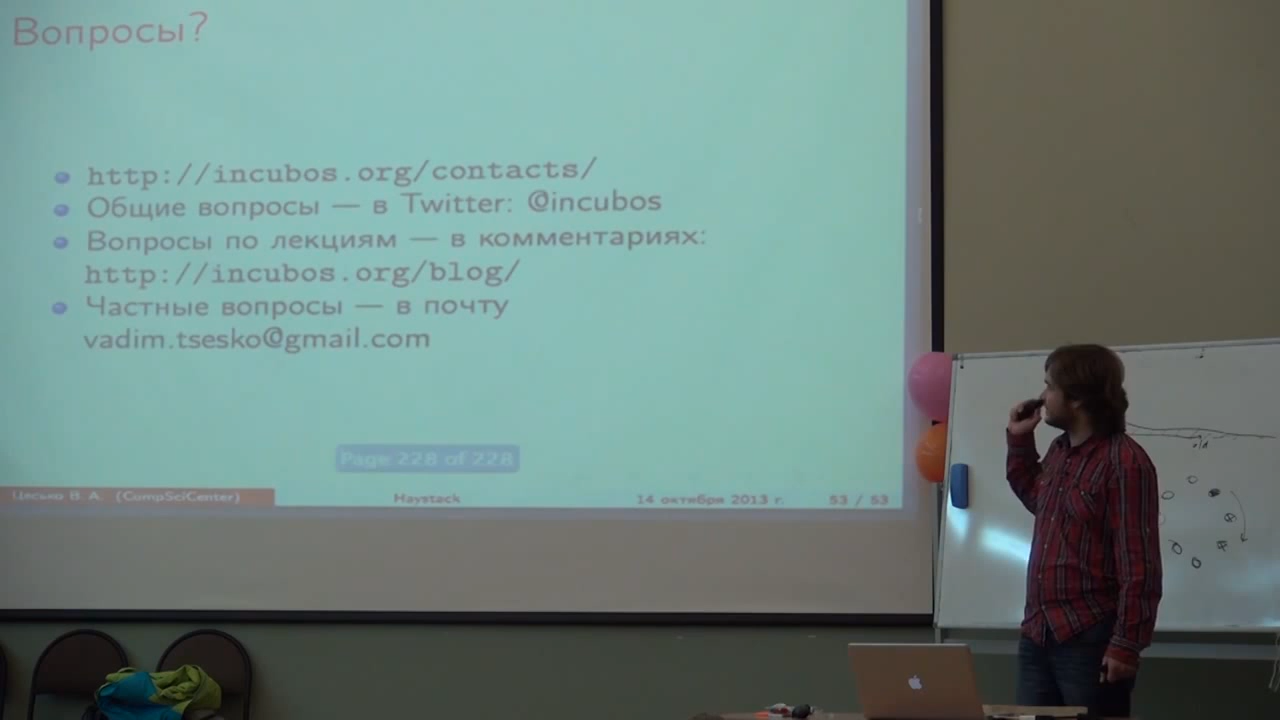 Вопросы?
http://incubos.org/contacts/
Общие вопросы — в Twitter: @incubos
Вопросы по лекциям — в комментариях:
http://incubos.org/blog/
Частные вопросы — в почту
vadim.tsesko@gmail.com
Page 228 of 228
Цесько В. А. (CompSciCenter)
Haystack
14 октября 2013 г.
53 / 53